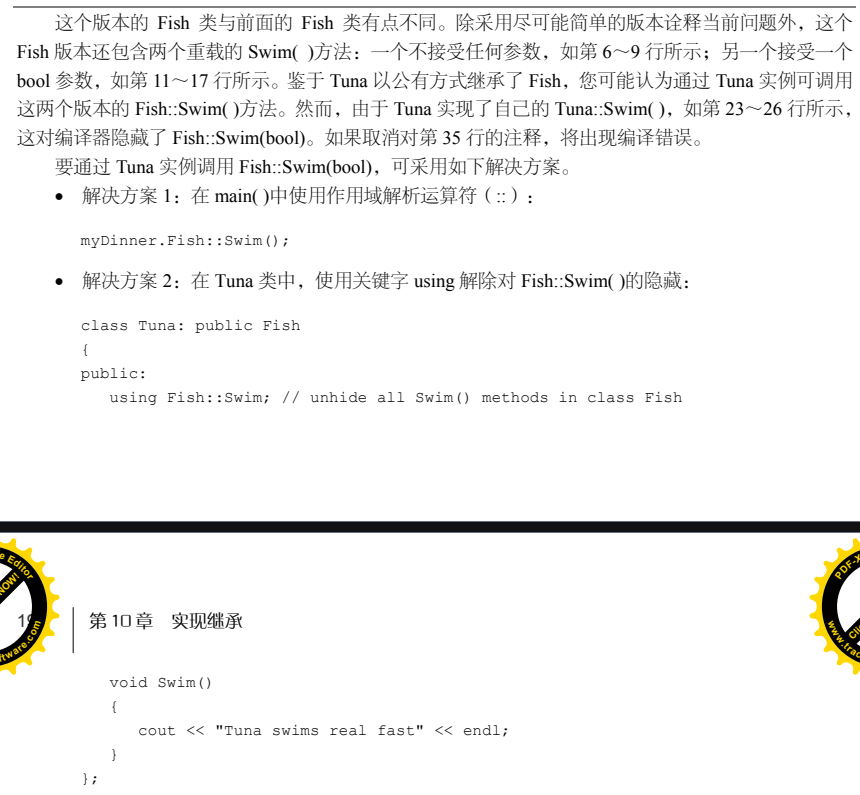 这个版本的 Fish 类与前面的 Fish 类有点不同。除采用尽可能简单的版本诠释当前问题外，这个
Fish 版本还包含两个重载的 Swim( )方法：一个不接受任何参数，如第 6～9 行所示；另一个接受一个
bool 参数，如第 11～17 行所示。鉴于 Tuna 以公有方式继承了 Fish，您可能认为通过 Tuna 实例可调用
这两个版本的 Fish::Swim( )方法。然而，由于 Tuna 实现了自己的 Tuna::Swim( )，如第 23～26 行所示，
这对编译器隐藏了 Fish::Swim(bool)。如果取消对第 35 行的注释，将出现编译错误。
要通过 Tuna 实例调用 Fish::Swim(bool)，可采用如下解决方案。
• 解决方案 1：在 main( )中使用作用域解析运算符（::）：
myDinner.Fish::Swim();
• 解决方案 2：在 Tuna 类中，使用关键字 using 解除对 Fish::Swim( )的隐藏：
class Tuna: public Fish
{
public:
using Fish::Swim; // unhide all Swim() methods in class Fish
第 10 章 实现继承
void Swim()
{
cout << "Tuna swims real fast" << endl;
}
};